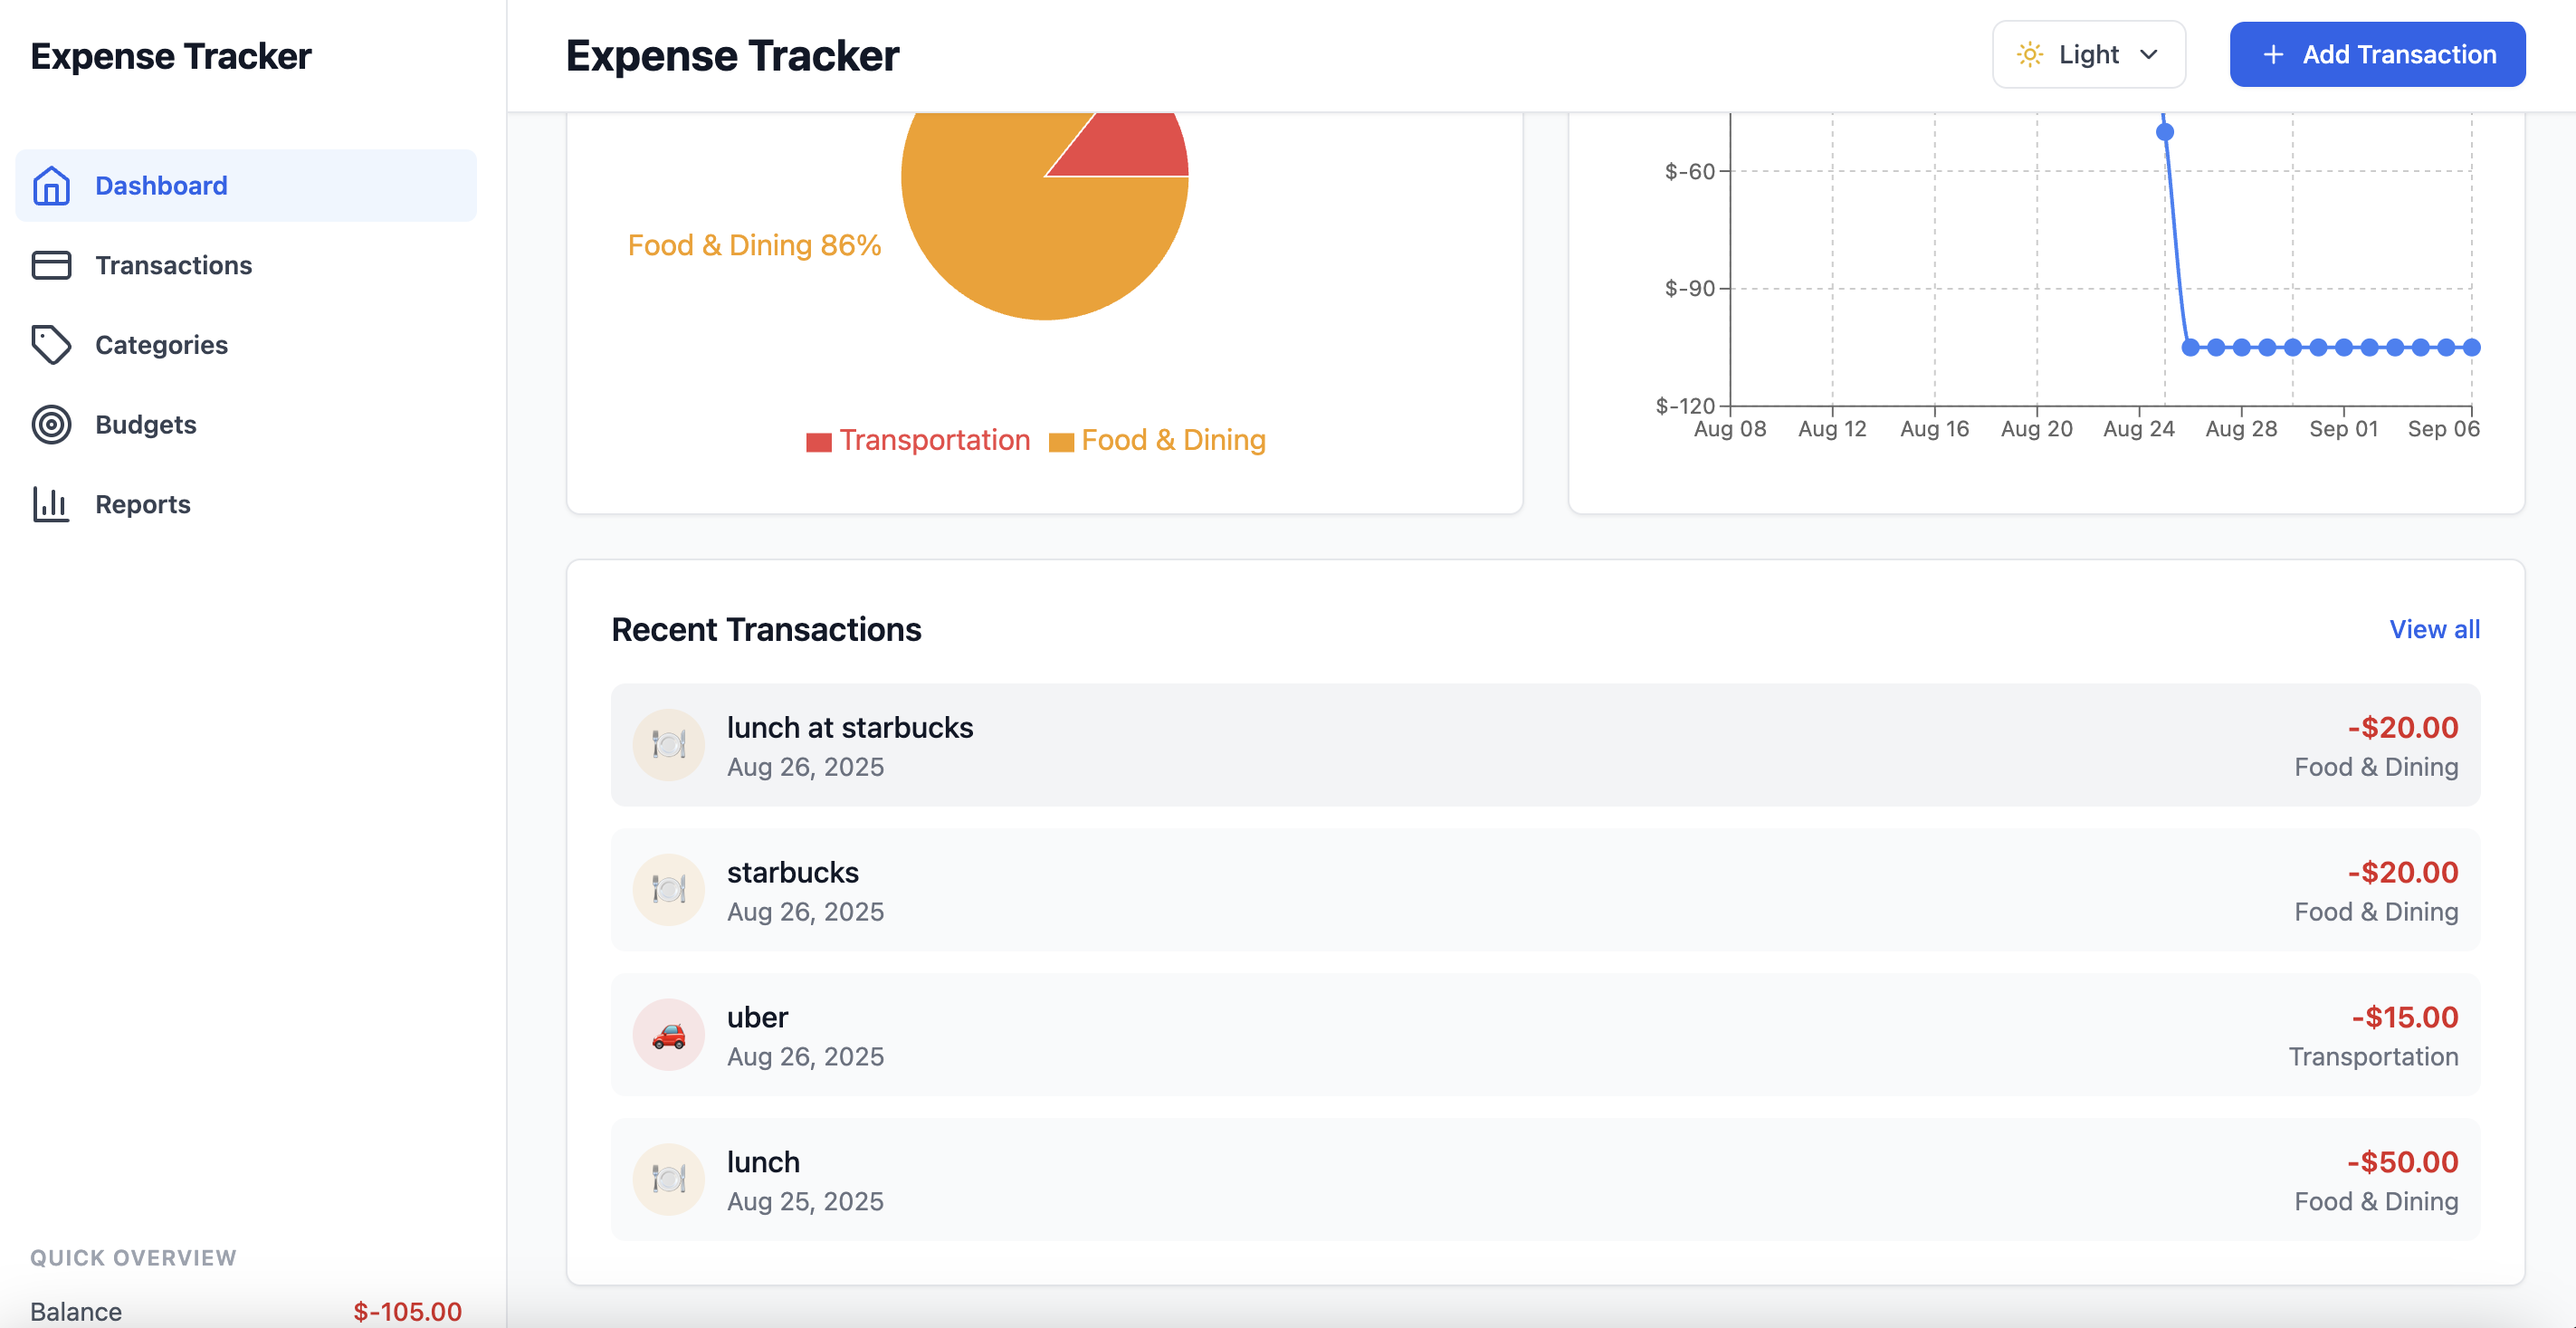 Expense Tracker
Dashboard
Transactions
Categories
Budgets
Reports
QUICK OVERVIEW
Balance $-105.00
Expense Tracker
Light
+ Add Transaction
Food & Dining 86%
Transportation Food & Dining
$-60
$-90
$-120
Aug 08 Aug 12 Aug 16 Aug 20 Aug 24 Aug 28 Sep 01 Sep 06
Recent Transactions View all
lunch at starbucks -$20.00
Aug 26, 2025 Food & Dining
starbucks -$20.00
Aug 26, 2025 Food & Dining
uber -$15.00
Aug 26, 2025 Transportation
lunch -$50.00
Aug 25, 2025 Food & Dining